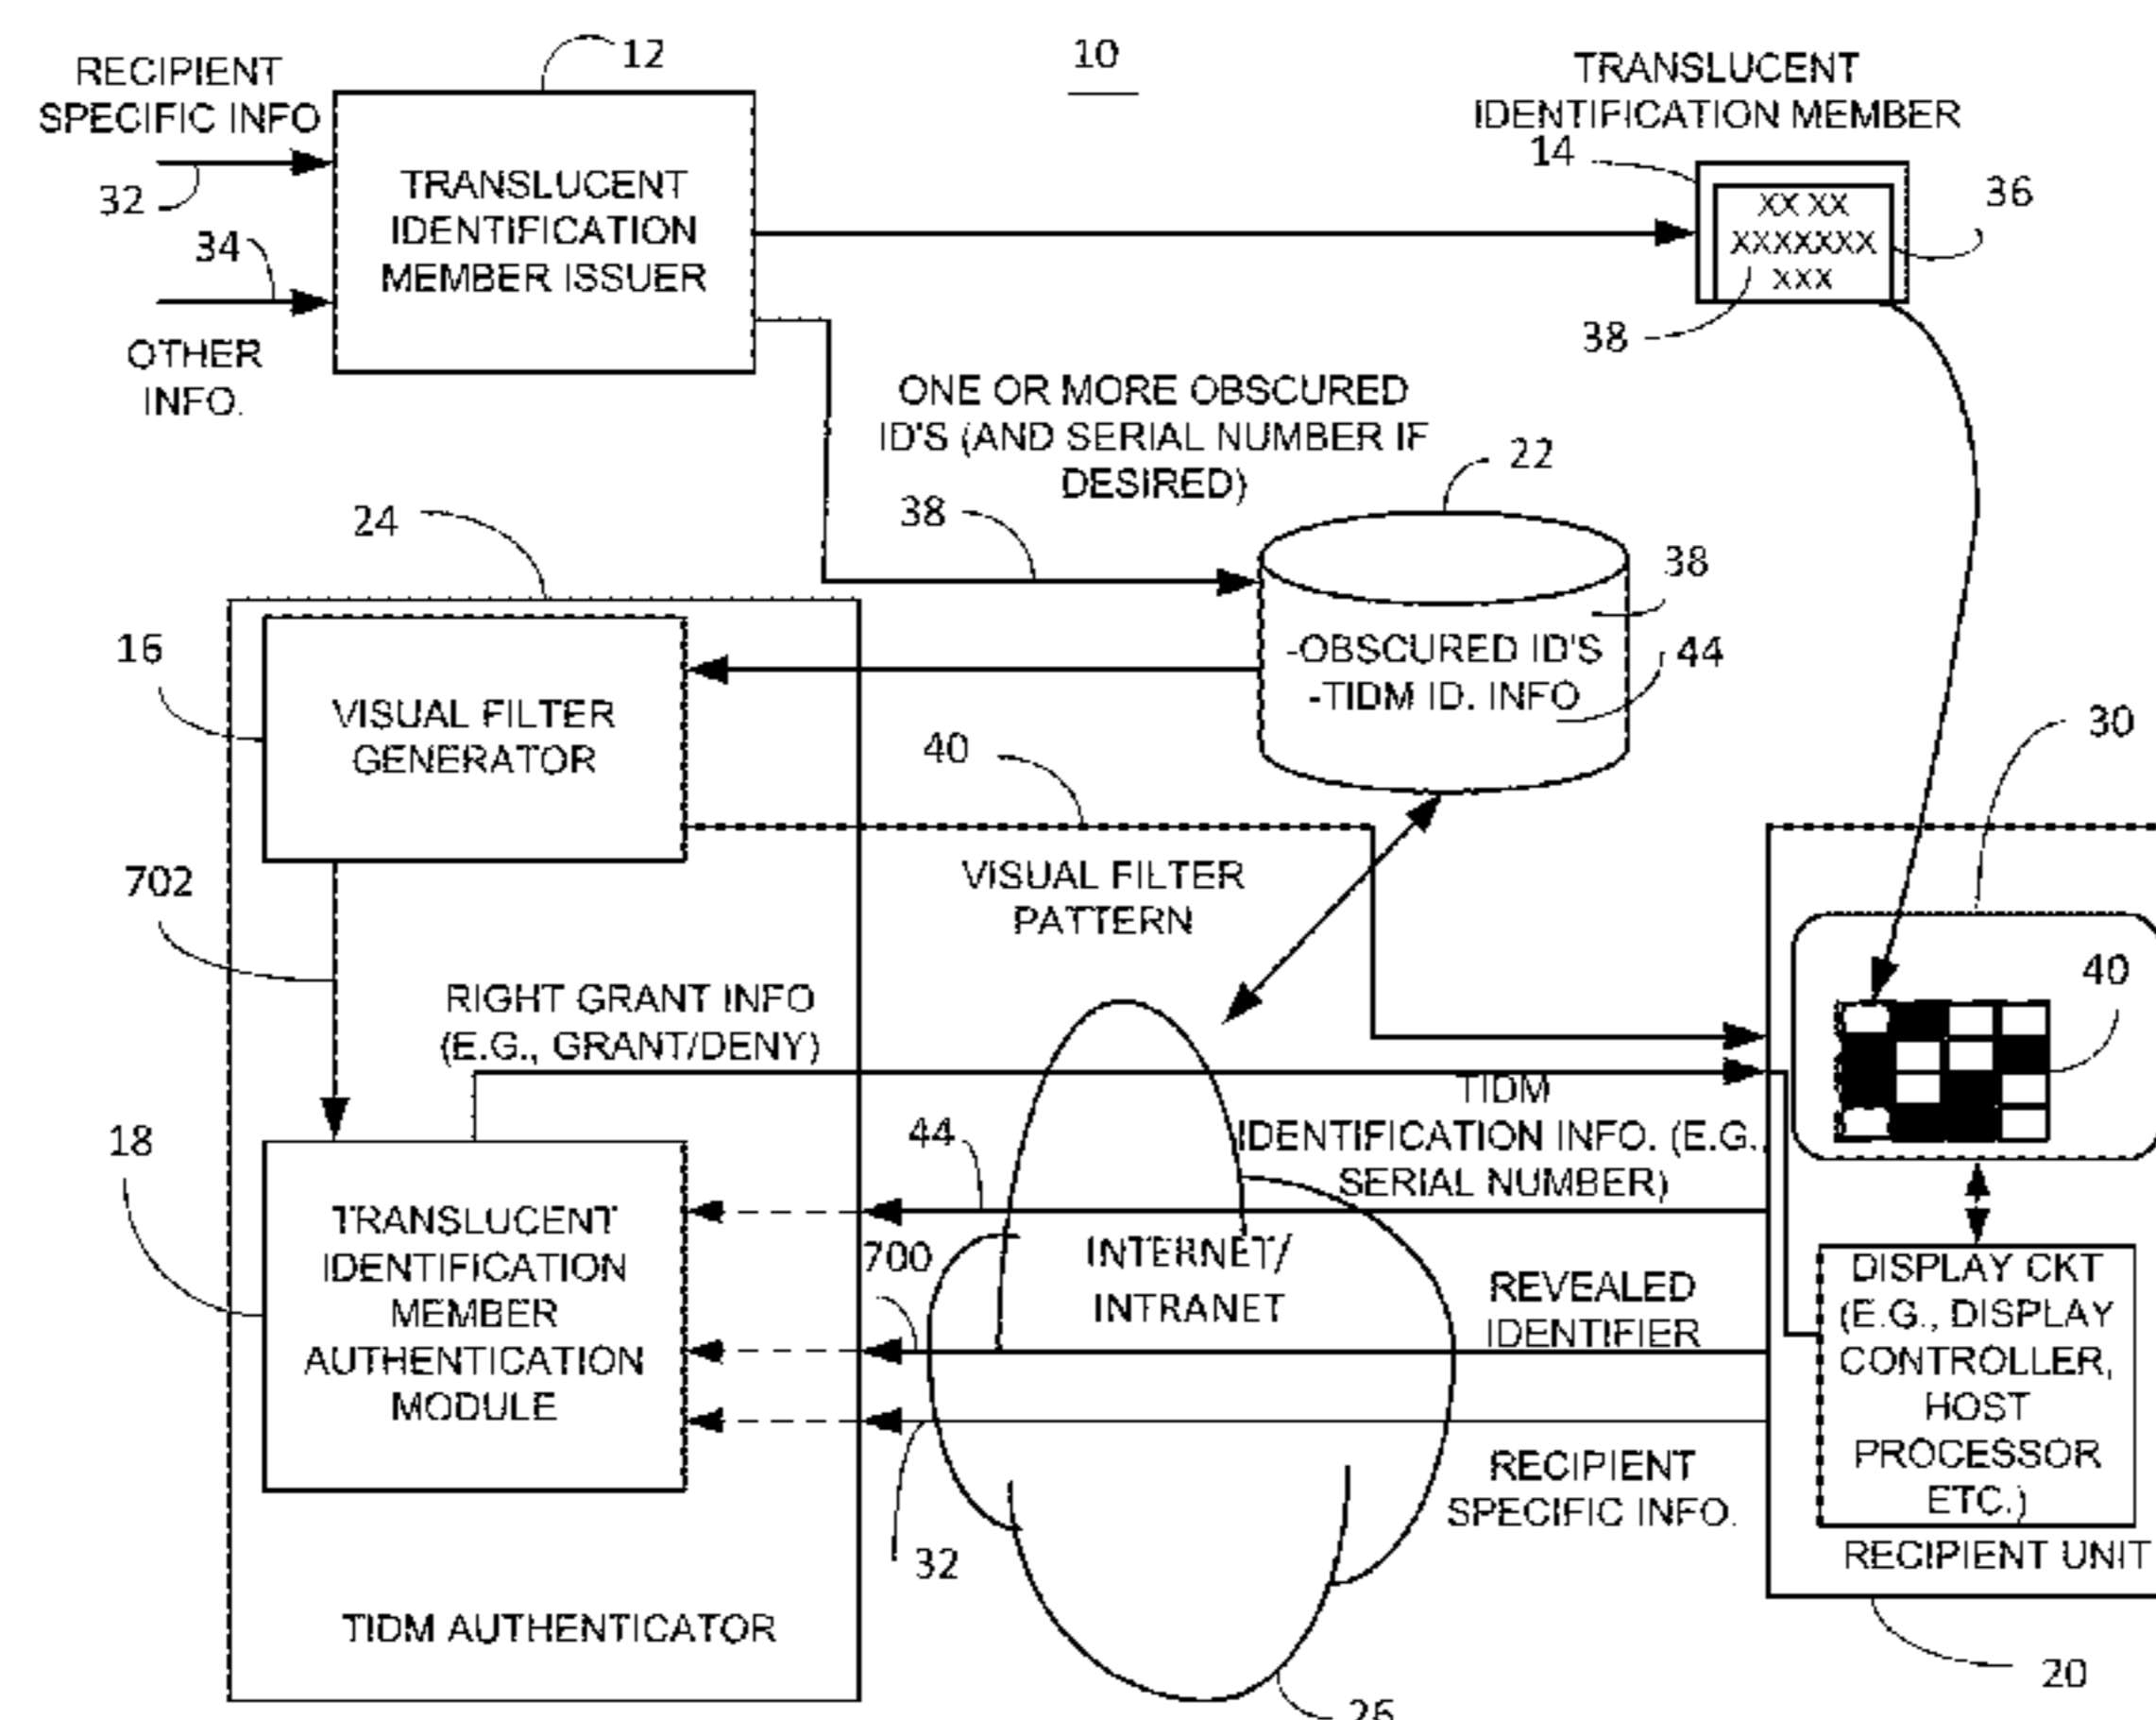 10
RECIPIENT
SPECIFIC INFO
32
34
OTHER
INFO.
12
TRANSLUCENT
IDENTIFICATION
MEMBER ISSUER
TRANSLUCENT
IDENTIFICATION MEMBER
14
XX XX
XXXXXXX
XXX
36
38
ONE OR MORE OBSCURED
ID'S (AND SERIAL NUMBER IF
DESIRED)
38
22
38
-OBSCURED ID'S
-TIDM ID. INFO
44
24
16
VISUAL FILTER
GENERATOR
40
VISUAL FILTER
PATTERN
30
40
702
RIGHT GRANT INFO
(E.G., GRANT/DENY)
18
TRANSLUCENT
IDENTIFICATION
MEMBER
AUTHENTICATION
MODULE
44
TIDM
IDENTIFICATION INFO. (E.G.,
SERIAL NUMBER)
700
INTERNET/
INTRANET
REVEALED
IDENTIFIER
32
RECIPIENT
SPECIFIC INFO.
DISPLAY CKT
(E.G., DISPLAY
CONTROLLER,
HOST
PROCESSOR
ETC.)
RECIPIENT UNIT
20
TIDM AUTHENTICATOR
26